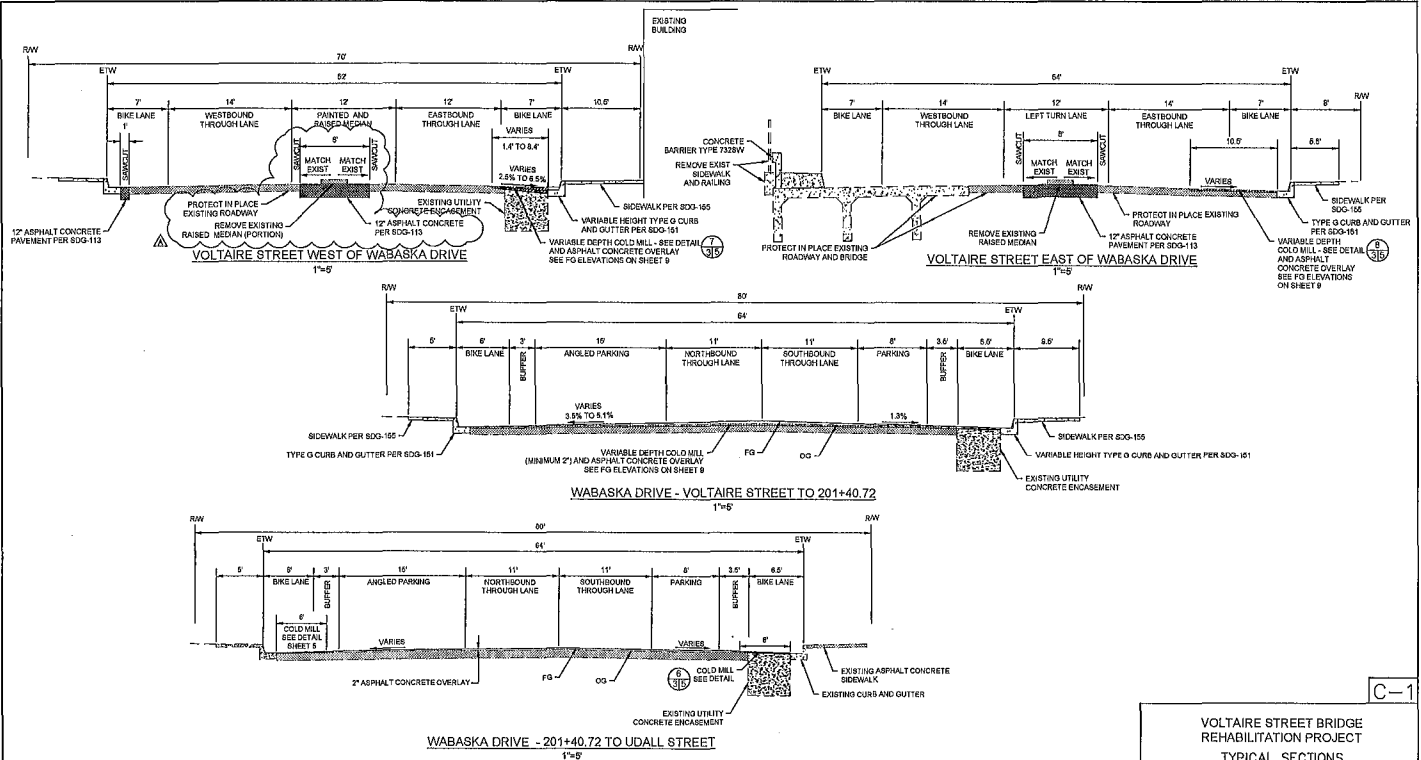 EXISTING
BUILDING
R/W
70'
R/W
ETW
52'
ETW
7'
14'
12'
12'
7'
10.5'
BIKE LANE
WESTBOUND
THROUGH LANE
PAINTED AND
RAISED MEDIAN
EASTBOUND
THROUGH LANE
BIKE LANE
1'
SAWCUT
SAWCUT
8'
SAWCUT
MATCH
EXIST
MATCH
EXIST
VARIES
1.4' TO 8.4'
VARIES
2.5% TO 6.5%
PROTECT IN PLACE
EXISTING ROADWAY
REMOVE EXISTING
RAISED MEDIAN (PORTION)
12" ASPHALT CONCRETE
PER SDG-113
EXISTING UTILITY
CONCRETE ENCASEMENT
12" ASPHALT CONCRETE
PAVEMENT PER SDG-113
A
SIDEWALK PER SDG-155
VARIABLE HEIGHT TYPE G CURB
AND GUTTER PER SDG-151
VARIABLE DEPTH COLD MILL - SEE DETAIL
AND ASPHALT CONCRETE OVERLAY
SEE FG ELEVATIONS ON SHEET 9
7
3 5
VOLTAIRE STREET WEST OF WABASKA DRIVE
1"=5'
ETW
54'
ETW
R/W
7'
14'
12'
14'
7'
8'
BIKE LANE
WESTBOUND
THROUGH LANE
LEFT TURN LANE
EASTBOUND
THROUGH LANE
BIKE LANE
SAWCUT
8'
SAWCUT
MATCH
EXIST
MATCH
EXIST
10.5'
5.5'
VARIES
CONCRETE
BARRIER TYPE 732SW
REMOVE EXIST
SIDEWALK
AND RAILING
PROTECT IN PLACE EXISTING
ROADWAY AND BRIDGE
REMOVE EXISTING
RAISED MEDIAN
PROTECT IN PLACE EXISTING
ROADWAY
12" ASPHALT CONCRETE
PAVEMENT PER SDG-113
SIDEWALK PER
SDG-155
TYPE G CURB AND GUTTER
PER SDG-151
VARIABLE DEPTH
COLD MILL - SEE DETAIL
AND ASPHALT
CONCRETE OVERLAY
SEE FG ELEVATIONS
ON SHEET 9
8
3 5
VOLTAIRE STREET EAST OF WABASKA DRIVE
1"=5'
R/W
80'
R/W
ETW
64'
ETW
5'
6'
3'
15'
11'
11'
8'
3.5'
6.5'
9.5'
BIKE LANE
BUFFER
ANGLED PARKING
NORTHBOUND
THROUGH LANE
SOUTHBOUND
THROUGH LANE
PARKING
BUFFER
BIKE LANE
VARIES
3.5% TO 5.1%
1.3%
SIDEWALK PER SDG-155
TYPE G CURB AND GUTTER PER SDG-151
VARIABLE DEPTH COLD MILL
(MINIMUM 2") AND ASPHALT CONCRETE OVERLAY
SEE FG ELEVATIONS ON SHEET 9
FG
OG
SIDEWALK PER SDG-155
VARIABLE HEIGHT TYPE G CURB AND GUTTER PER SDG-151
EXISTING UTILITY
CONCRETE ENCASEMENT
WABASKA DRIVE - VOLTAIRE STREET TO 201+40.72
1"=5'
R/W
80'
R/W
ETW
64'
ETW
5'
6'
3'
15'
11'
11'
8'
3.5'
6.5'
BIKE LANE
BUFFER
ANGLED PARKING
NORTHBOUND
THROUGH LANE
SOUTHBOUND
THROUGH LANE
PARKING
BUFFER
BIKE LANE
6'
COLD MILL
SEE DETAIL
SHEET 5
VARIES
VARIES
6'
2" ASPHALT CONCRETE OVERLAY
FG
OG
6
3 5
COLD MILL
SEE DETAIL
EXISTING ASPHALT CONCRETE
SIDEWALK
EXISTING CURB AND GUTTER
EXISTING UTILITY
CONCRETE ENCASEMENT
WABASKA DRIVE - 201+40.72 TO UDALL STREET
1"=5'
C-1
VOLTAIRE STREET BRIDGE
REHABILITATION PROJECT
TYPICAL SECTIONS